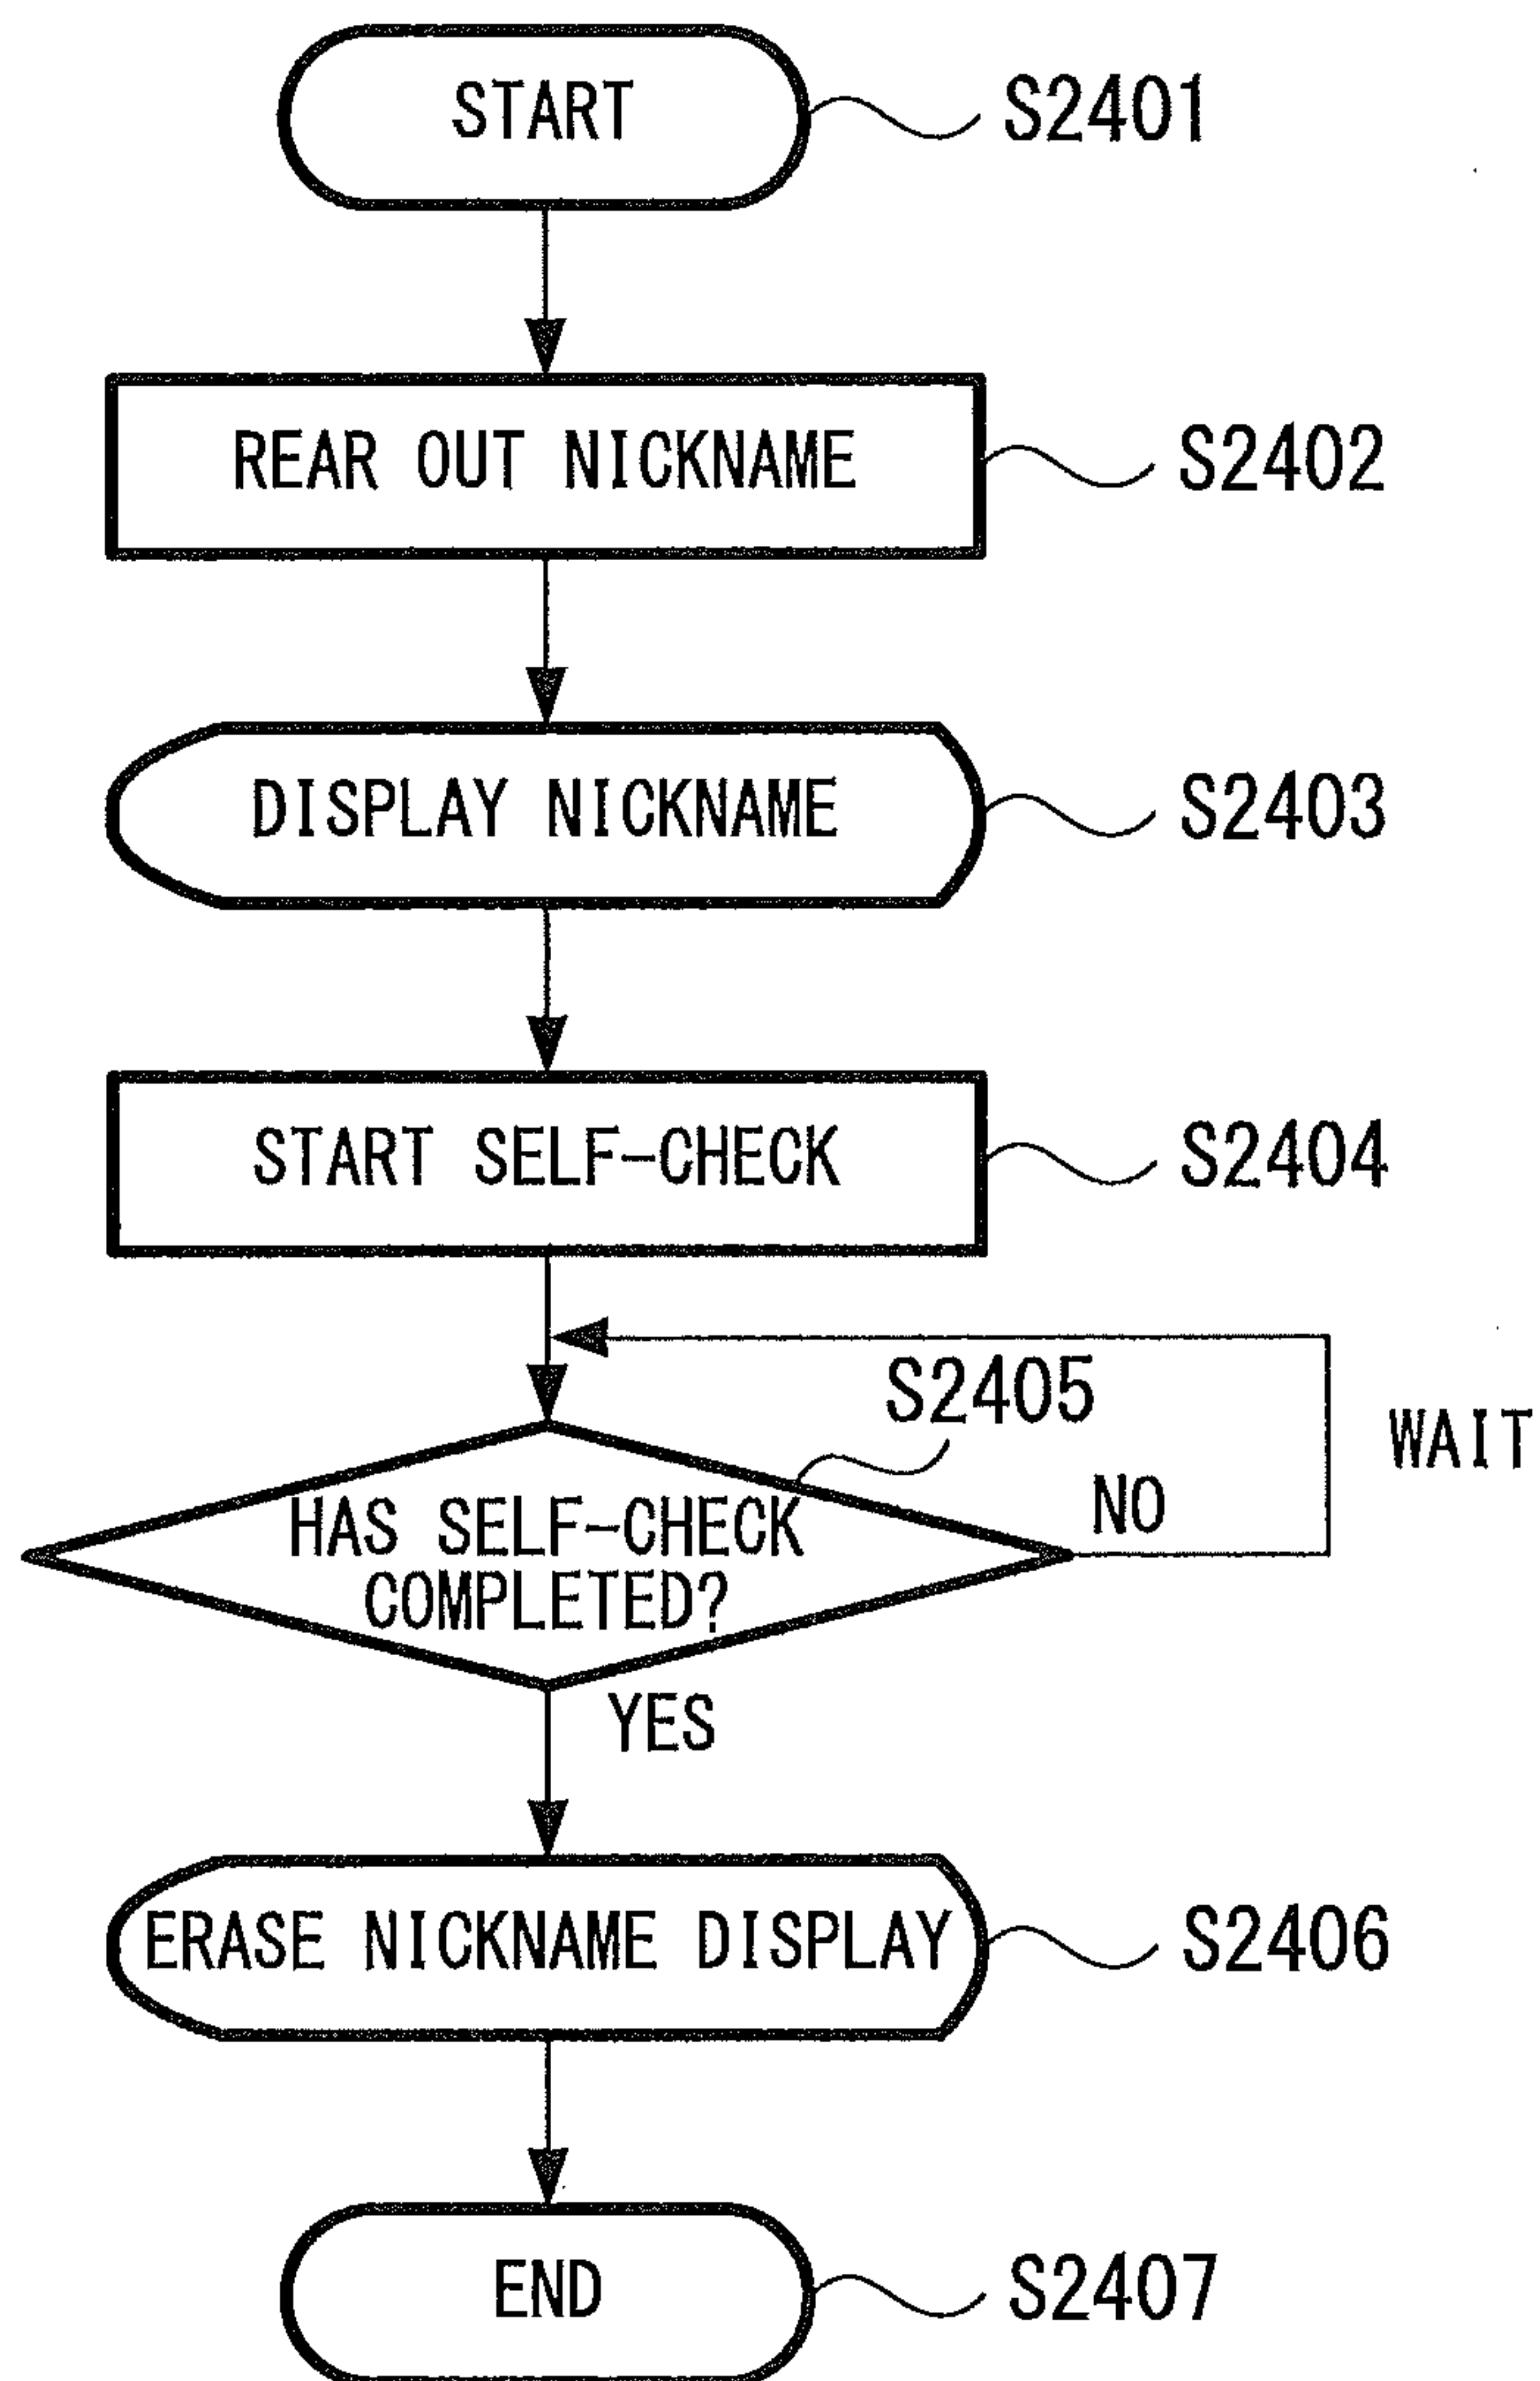 START
S2401
REAR OUT NICKNAME
S2402
DISPLAY NICKNAME
S2403
START SELF-CHECK
S2404
S2405
WAIT
NO
HAS SELF-CHECK
COMPLETED?
YES
ERASE NICKNAME DISPLAY
S2406
END
S2407